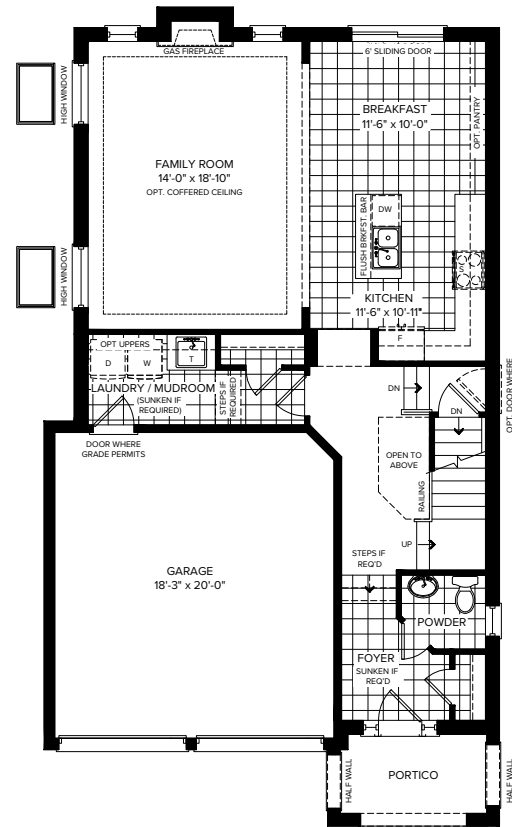 GAS FIREPLACE
6' SLIDING DOOR
HIGH WINDOW
BREAKFAST
11'-6" x 10'-0"
OPT. PANTRY
FAMILY ROOM
14'-0" x 18'-10"
OPT. COFFERED CEILING
FLUSH BRKFST. BAR
DW
S
HIGH WINDOW
KITCHEN
11'-6" x 10'-11"
F
OPT UPPERS
D
W
T
LAUNDRY / MUDROOM
(SUNKEN IF
REQUIRED)
STEPS IF
REQUIRED
DN
DN
OPT. DOOR WHERE
DOOR WHERE
GRADE PERMITS
OPEN TO
ABOVE
RAILING
UP
STEPS IF
REQ'D
GARAGE
18'-3" x 20'-0"
POWDER
FOYER
SUNKEN IF
REQ'D
HALF WALL
PORTICO
HALF WALL